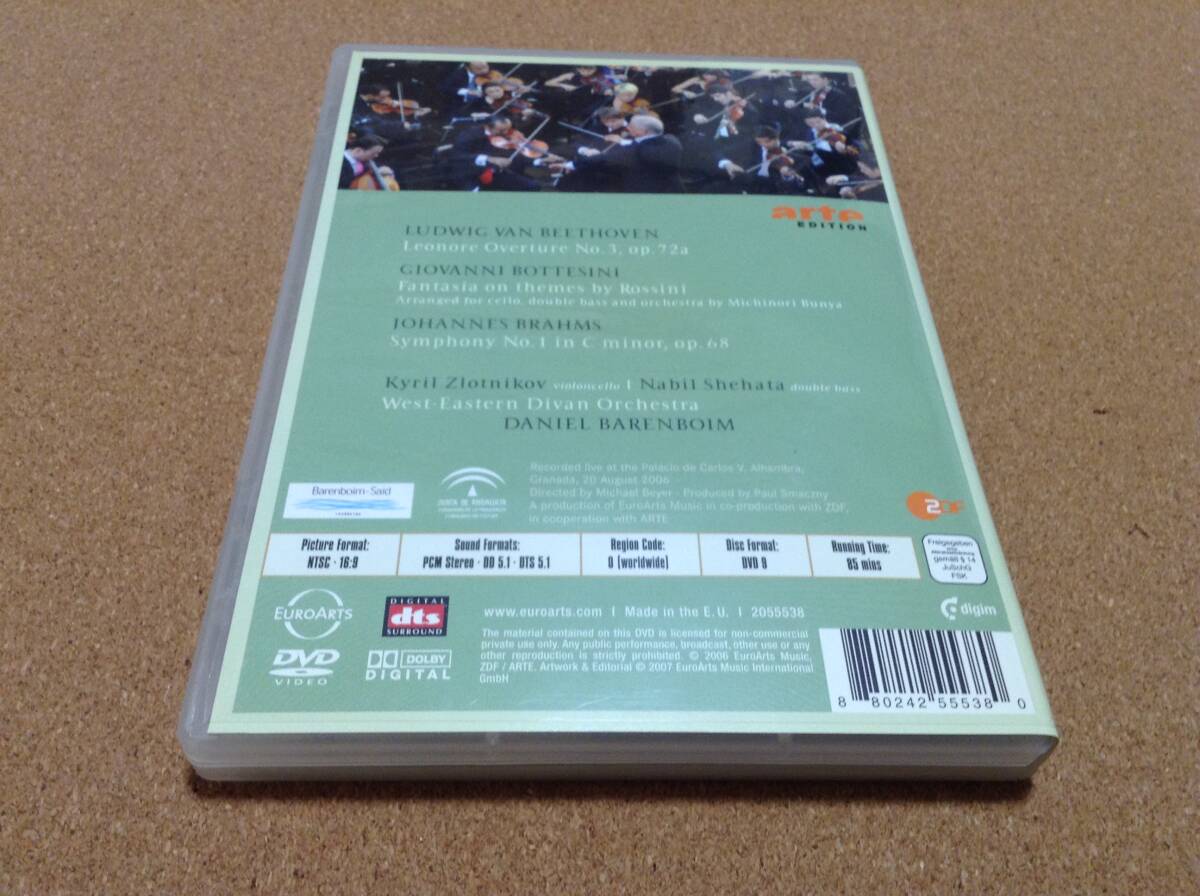 arte
EDITION
LUDWIG VAN BEETHOVEN
Leonore Overture No. 3, op. 72a
GIOVANNI BOTTESINI
Fantasia on themes by Rossini
Arranged for cello, double bass and orchestra by Michinori Bunya
JOHANNES BRAHMS
Symphony No. 1 in C minor, op. 68
Kyril Zlotnikov violoncello | Nabil Shehata double bass
West-Eastern Divan Orchestra
DANIEL BARENBOIM
Recorded live at the Palacio de Carlos V, Alhambra,
Granada, 20 August 2006
Directed by Michael Beyer · Produced by Paul Smaczny
A production of EuroArts Music in co-production with ZDF,
in cooperation with ARTE
Barenboim-Said
JUNTA DE ANDALUCIA
ZDF
Picture Format:
NTSC · 16:9
Sound Formats:
PCM Stereo · DD 5.1 · DTS 5.1
Region Code:
0 (worldwide)
Disc Format:
DVD 9
Running Time:
85 mins
Freigegeben
gemäß § 14
JuSchG
FSK
EUROARTS
DIGITAL
dts
SURROUND
www.euroarts.com | Made in the E. U. | 2055538
digim
The material contained on this DVD is licensed for non-commercial
private use only. Any public performance, broadcast, other use or any
other reproduction is strictly prohibited. © 2006 EuroArts Music,
ZDF / ARTE. Artwork & Editorial © 2007 EuroArts Music International
GmbH
DVD
VIDEO
DOLBY
DIGITAL
8 80242 55538 0